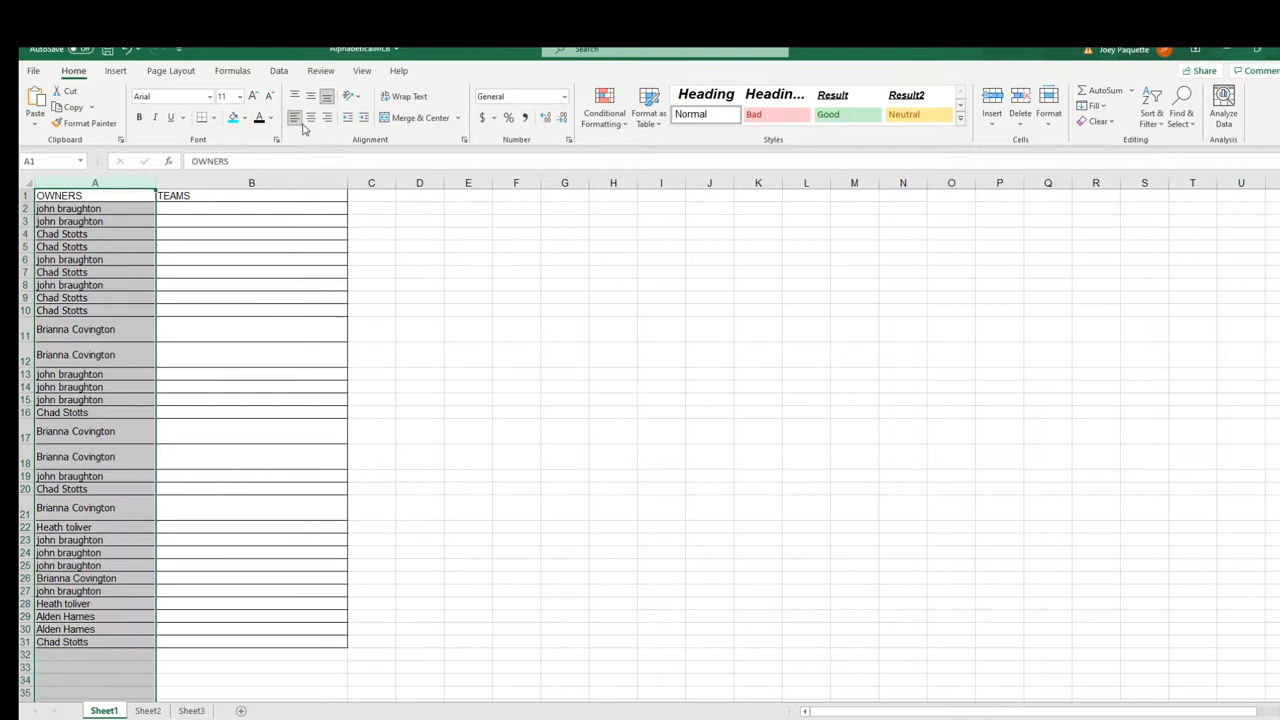 AutoSave Off AlphabeticalMLB Search Joey Paquette JP
File Home Insert Page Layout Formulas Data Review View Help Share Commen
Paste Cut Copy Format Painter Clipboard
Arial 11 A A B I U A Font
ab Wrap Text Merge & Center Alignment
General $ % 9 Number
Conditional Formatting Format as Table Heading Headin... Result Result2 Normal Bad Good Neutral Styles
Insert Delete Format Cells
AutoSum Fill Clear Sort & Filter Find & Select Editing
Analyze Data Analysis
A1 fx OWNERS
A B C D E F G H I J K L M N O P Q R S T U
1 OWNERS TEAMS
2 john braughton
3 john braughton
4 Chad Stotts
5 Chad Stotts
6 john braughton
7 Chad Stotts
8 john braughton
9 Chad Stotts
10 Chad Stotts
11 Brianna Covington
12 Brianna Covington
13 john braughton
14 john braughton
15 john braughton
16 Chad Stotts
17 Brianna Covington
18 Brianna Covington
19 john braughton
20 Chad Stotts
21 Brianna Covington
22 Heath toliver
23 john braughton
24 john braughton
25 john braughton
26 Brianna Covington
27 john braughton
28 Heath toliver
29 Alden Hames
30 Alden Hames
31 Chad Stotts
32
33
34
35
Sheet1 Sheet2 Sheet3